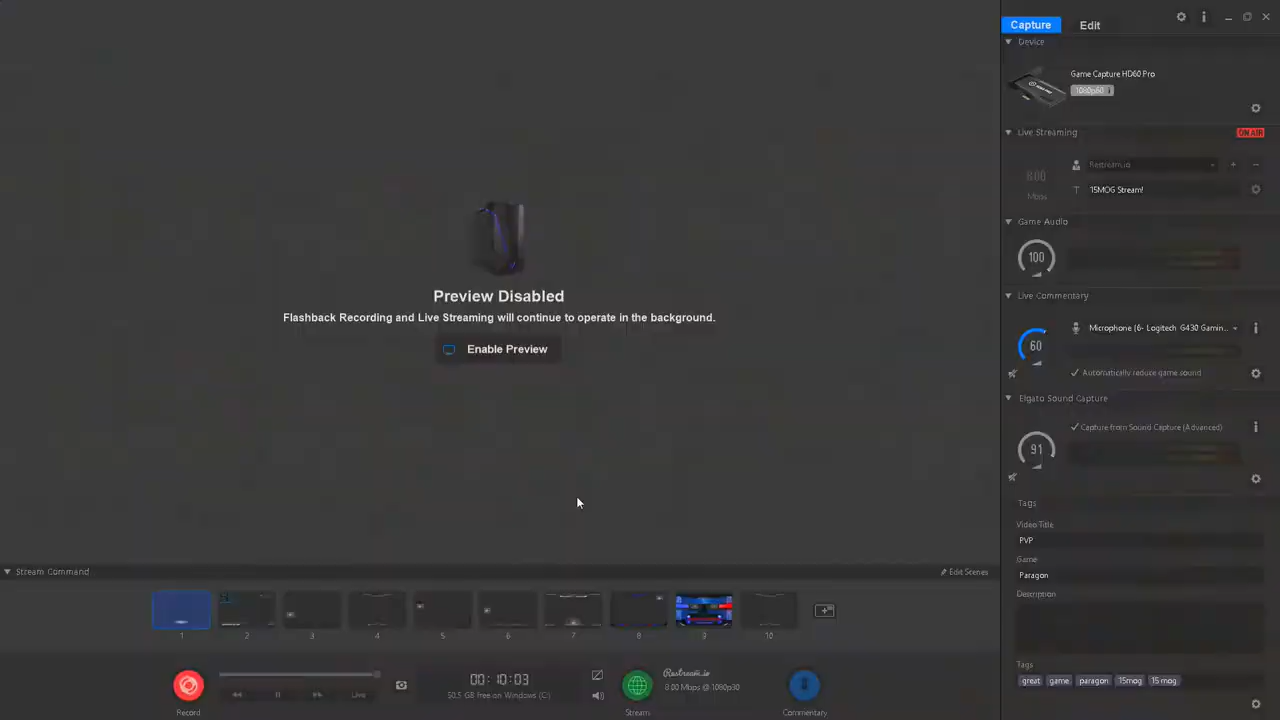 Capture Edit
Device
Game Capture HD60 Pro
1080p60
Live Streaming ON AIR
8.00
Mbps
Restream.io
15MOG Stream!
Game Audio
100
Live Commentary
Microphone (6- Logitech G430 Gamin...
60
Automatically reduce game sound
Elgato Sound Capture
Capture from Sound Capture (Advanced)
91
Tags
Video Title
PVP
Game
Paragon
Description
Tags
great game paragon 15mog 15 mog
Preview Disabled
Flashback Recording and Live Streaming will continue to operate in the background.
Enable Preview
Stream Command Edit Scenes
1 2 3 4 5 6 7 8 9 10
Record
Live
00:10:03
50.5 GB free on Windows (C:)
Stream
Restream.io
8.00 Mbps @ 1080p30
Commentary